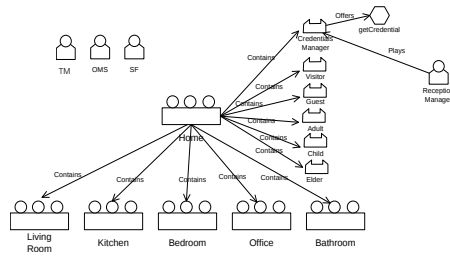 Offers
getCredential
Credentials
Manager
Plays
Contains
TM
OMS
SF
Visitor
Receptio
Manage
Contains
Guest
Contains
Contains
Adult
Home
Contains
Child
Contains
Elder
Contains
Contains
Contains
Contains
Contains
Living
Room
Kitchen
Bedroom
Office
Bathroom